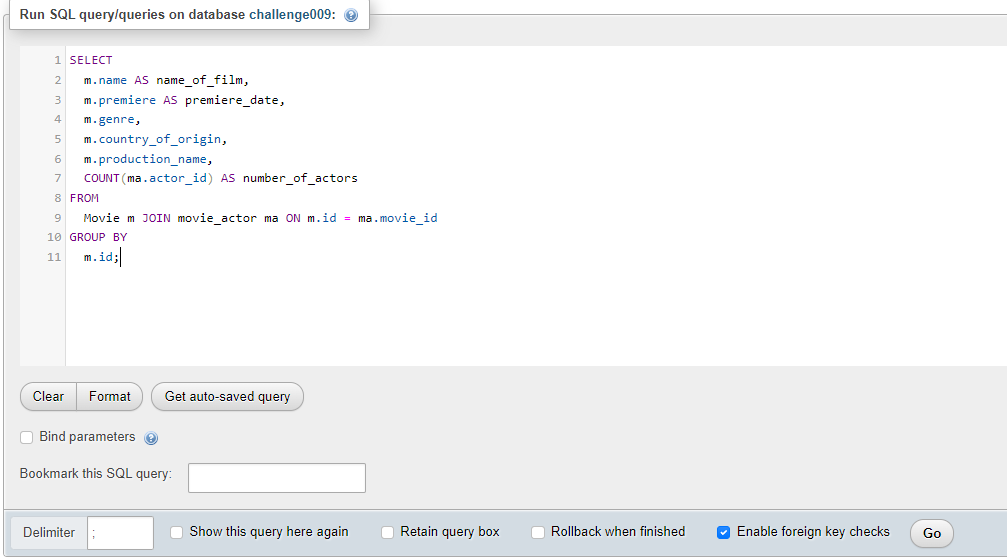 Run SQL query/queries on database challenge009:
1 SELECT
2 m.name AS name_of_film,
3 m.premiere AS premiere_date,
4 m.genre,
5 m.country_of_origin,
6 m.production_name,
7 COUNT(ma.actor_id) AS number_of_actors
8 FROM
9 Movie m JOIN movie_actor ma ON m.id = ma.movie_id
10 GROUP BY
11 m.id;
Clear Format Get auto-saved query
Bind parameters
Bookmark this SQL query:
Delimiter ; Show this query here again Retain query box Rollback when finished Enable foreign key checks Go